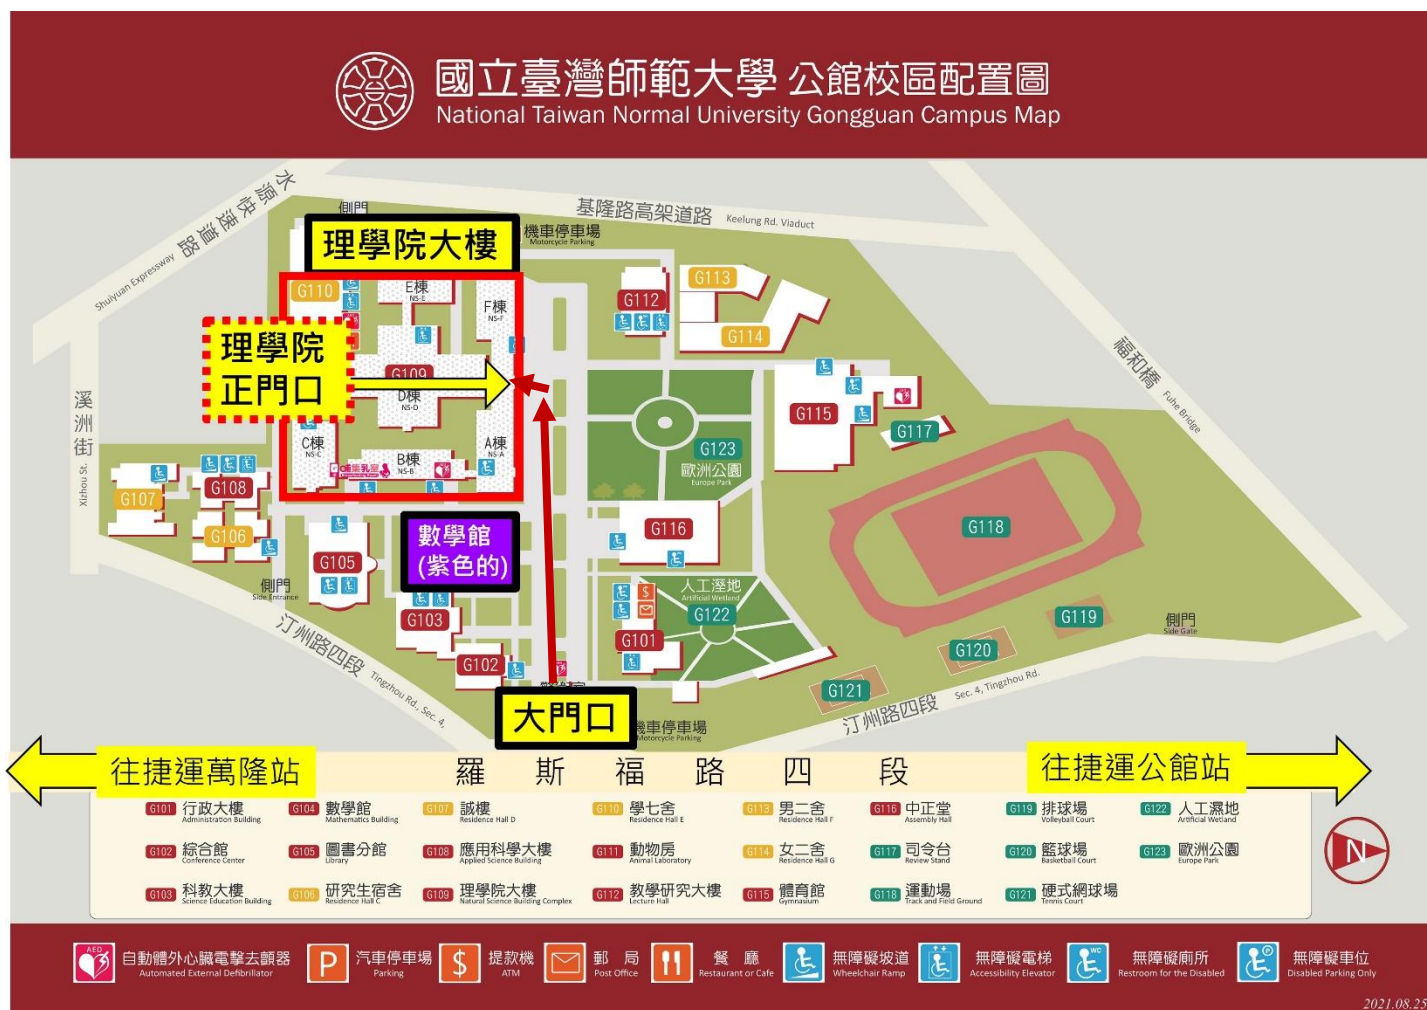 國立臺灣師範大學 公館校區配置圖
National Taiwan Normal University Gongguan Campus Map
水源快速道路
Shuiyuan Expressway
側門
基隆路高架道路 Keelung Rd. Viaduct
理學院大樓
機車停車場
Motorcycle Parking
G110
E棟
NS-E
F棟
NS-F
G112
G113
G114
理學院
正門口
G109
D棟
NS-D
福和橋
Fuhe Bridge
溪洲街
Xizhou St.
G115
G117
C棟
NS-C
B棟
NS-B
A棟
NS-A
哺集乳室
G123
歐洲公園
Europe Park
G107
G108
G106
G105
數學館
(紫色的)
G116
G118
側門
Side Entrance
G103
G102
人工溼地
Artificial Wetland
G122
$
G101
G119
側門
Side Gate
G120
G121
汀州路四段 Tingzhou Rd., Sec. 4,
大門口
機車停車場
Motorcycle Parking
汀州路四段 Sec. 4, Tingzhou Rd.
往捷運萬隆站
羅斯福路四段
往捷運公館站
G101 行政大樓 G104 數學館 G107 誠樓 G110 學七舍 G113 男二舍 G116 中正堂 G119 排球場 G122 人工濕地
Administration Building Mathematics Building Residence Hall D Residence Hall E Residence Hall F Assembly Hall Volleyball Court Artificial Wetland
G102 綜合館 G105 圖書分館 G108 應用科學大樓 G111 動物房 G114 女二舍 G117 司令台 G120 籃球場 G123 歐洲公園
Conference Center Library Applied Science Building Animal Laboratory Residence Hall G Review Stand Basketball Court Europe Park
G103 科教大樓 G106 研究生宿舍 G109 理學院大樓 G112 教學研究大樓 G115 體育館 G118 運動場 G121 硬式網球場
Science Education Building Residence Hall C Natural Science Building Complex Lecture Hall Gymnasium Track and Field Ground Tennis Court
N
AED 自動體外心臟電擊去顫器 P 汽車停車場 $ 提款機 郵局 餐廳 無障礙坡道 無障礙電梯 WC 無障礙廁所 P 無障礙車位
Automated External Defibrillator Parking ATM Post Office Restaurant or Cafe Wheelchair Ramp Accessibility Elevator Restroom for the Disabled Disabled Parking Only
2021.08.25